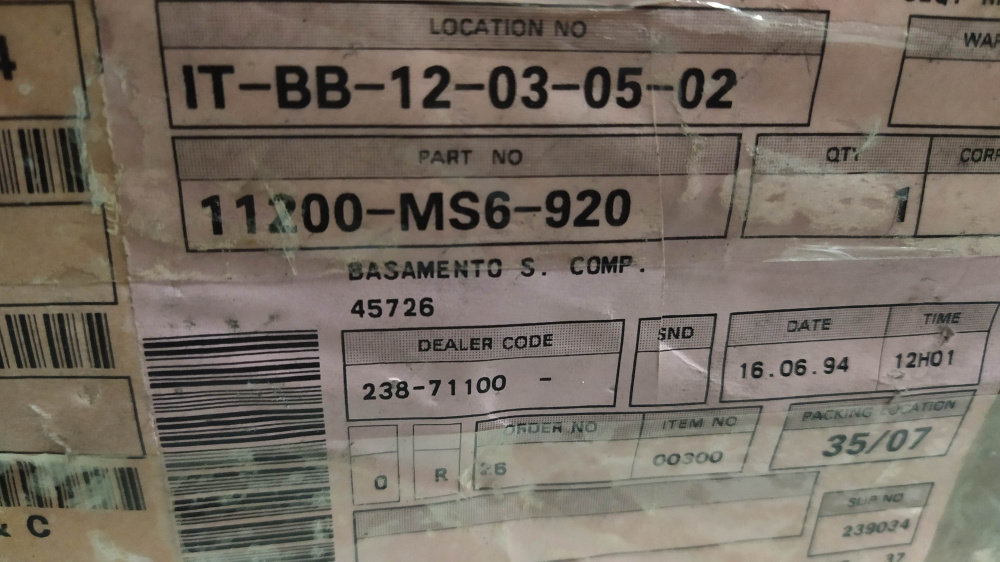 LOCATION NO
IT-BB-12-03-05-02
PART NO
11200-MS6-920
QTY
1
BASAMENTO S. COMP.
45726
DEALER CODE
238-71100 -
SND
DATE
16.06.94
TIME
12H01
ORDER NO
26
ITEM NO
00300
PACKING LOCATION
35/07
0
R
SUB NO
239034
37
4
& C